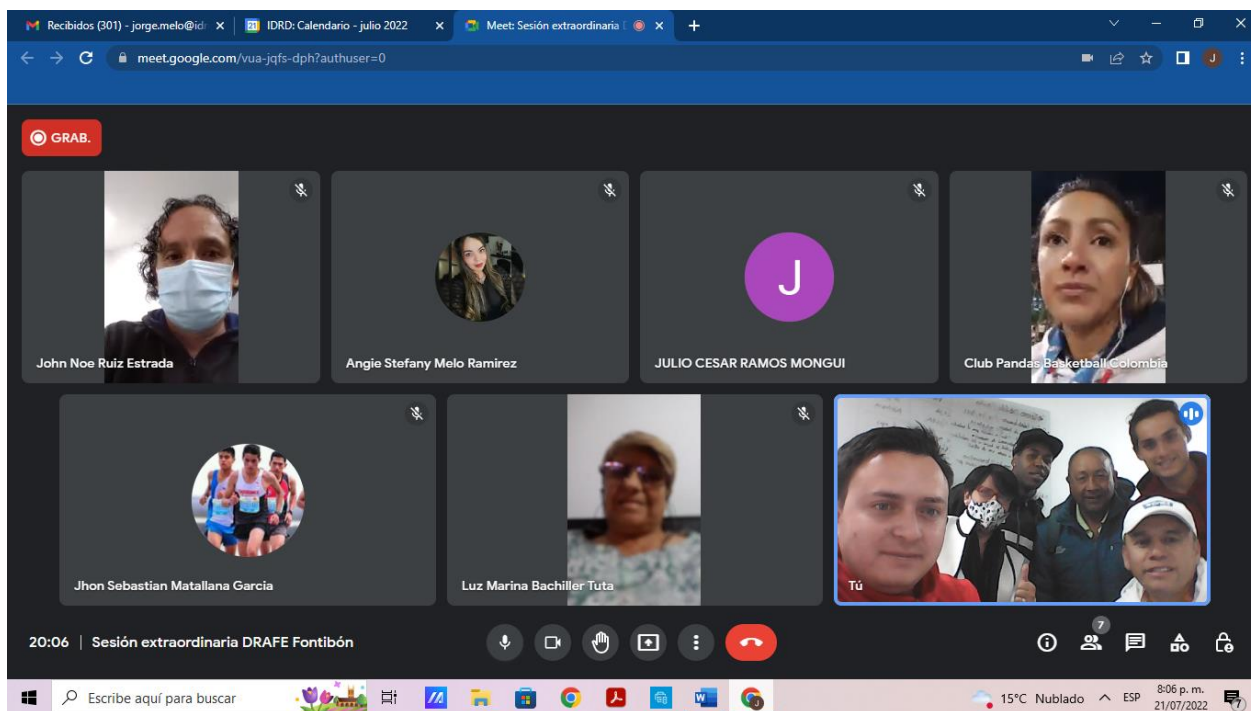 Recibidos (301) - jorge.melo@idr
IDRD: Calendario - julio 2022
Meet: Sesión extraordinaria
meet.google.com/vua-jqfs-dph?authuser=0
J
GRAB.
J
John Noe Ruiz Estrada
Angie Stefany Melo Ramirez
JULIO CESAR RAMOS MONGUI
Club Pandas Basketball Colombia
Jhon Sebastian Matallana Garcia
Luz Marina Bachiller Tuta
Tú
20:06 | Sesión extraordinaria DRAFE Fontibón
7
Escribe aquí para buscar
15°C Nublado
ESP
8:06 p. m.
21/07/2022
7